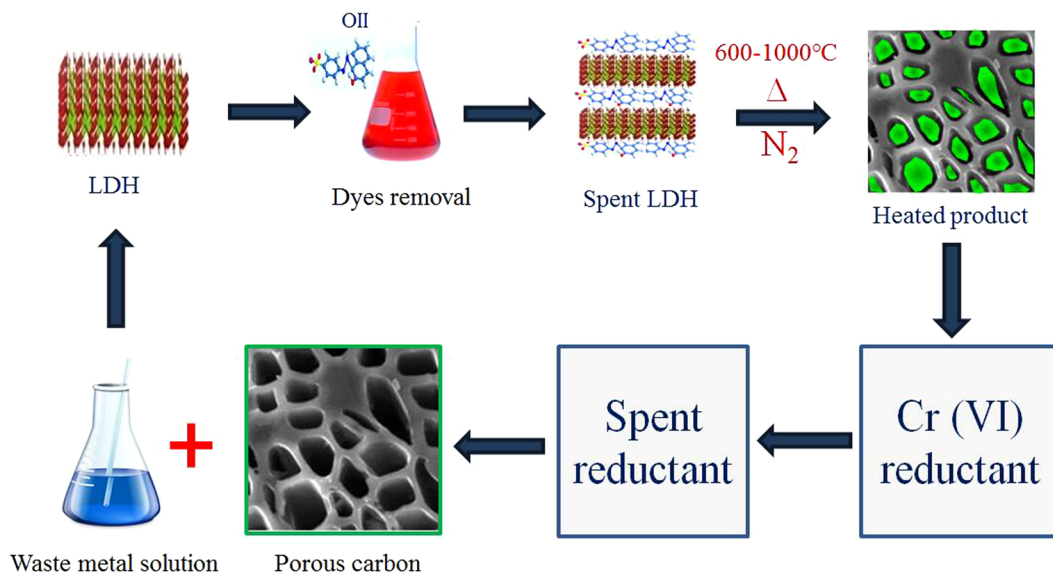 OII
LDH
Dyes removal
Spent LDH
600-1000℃
Δ
N₂
Heated product
Cr (VI)
reductant
Spent
reductant
Porous carbon
+
Waste metal solution